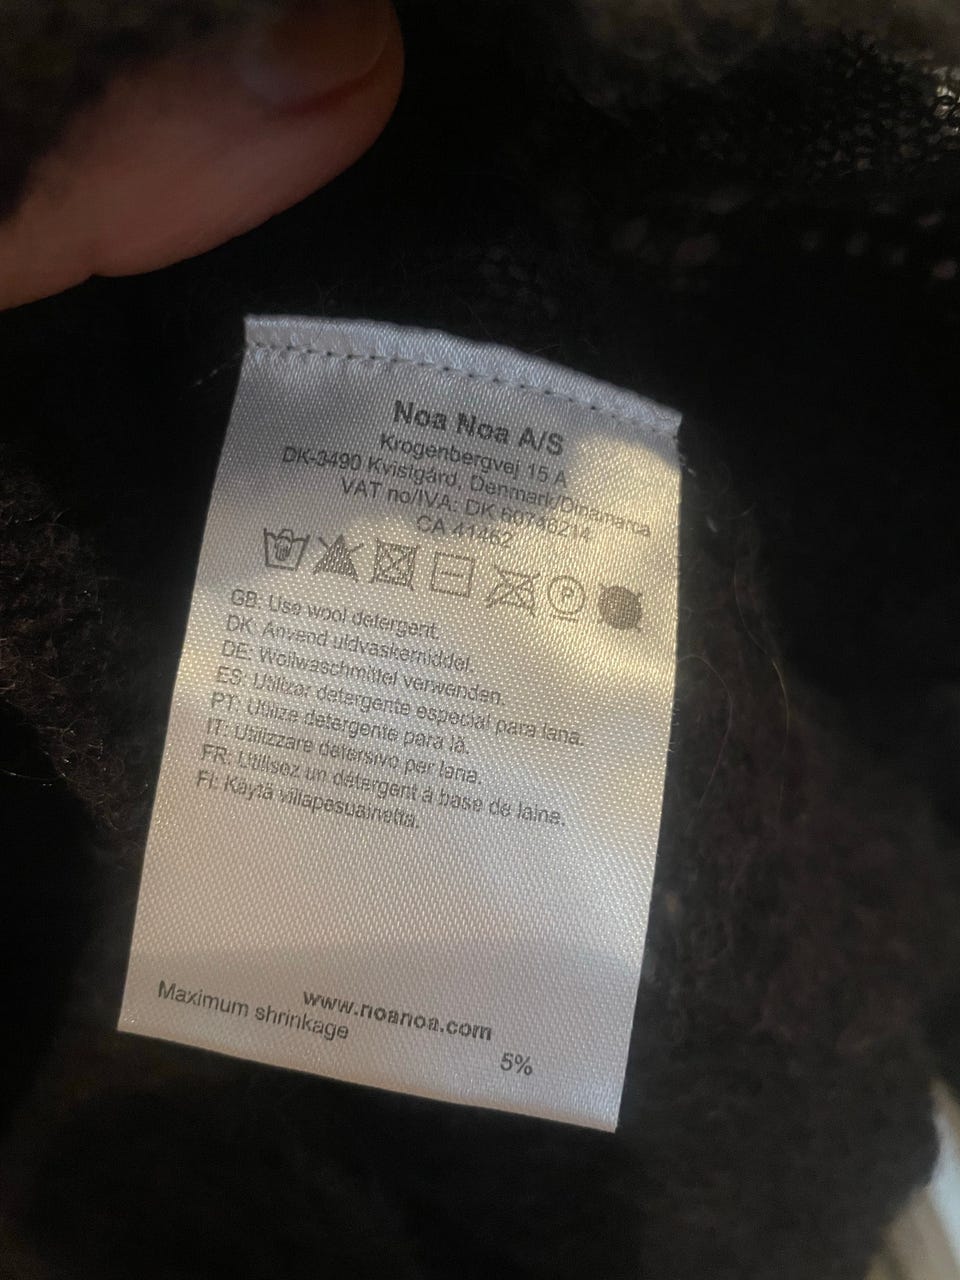 Noa Noa A/S
Krogenbergvej 15 A
DK-3490 Kvistgård, Denmark/Dinamarca
VAT no/IVA: DK 60746214
CA 41462
P
GB: Use wool detergent.
DK: Anvend uldvaskemiddel.
DE: Wollwaschmittel verwenden.
ES: Utilizar detergente especial para lana.
PT: Utilize detergente para lã.
IT: Utilizzare detersivo per lana.
FR: Utilisez un détergent à base de laine.
FI: Käytä villapesuainetta.
www.noanoa.com
Maximum shrinkage
5%